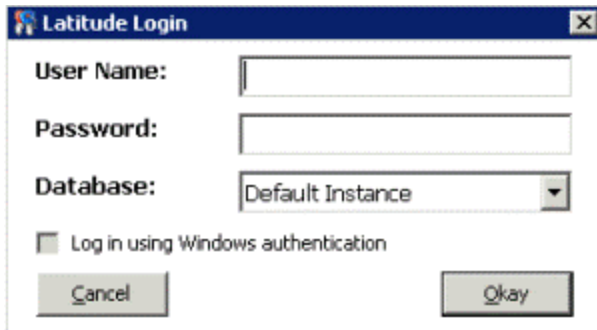 Latitude Login
User Name:
Password:
Database: Default Instance
Log in using Windows authentication
Cancel Okay